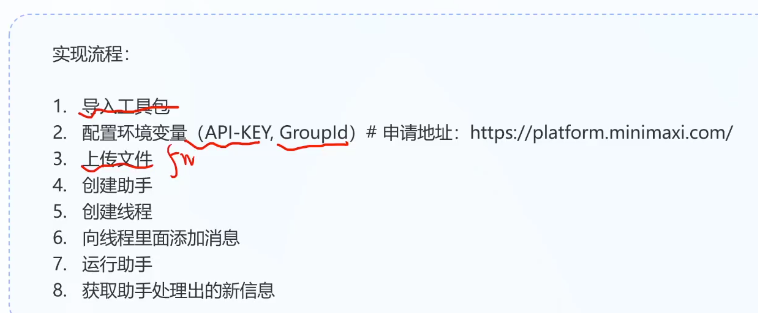 实现流程：
1. 导入工具包
2. 配置环境变量（API-KEY, GroupId）# 申请地址：https://platform.minimaxi.com/
3. 上传文件
4. 创建助手
5. 创建线程
6. 向线程里面添加消息
7. 运行助手
8. 获取助手处理出的新信息